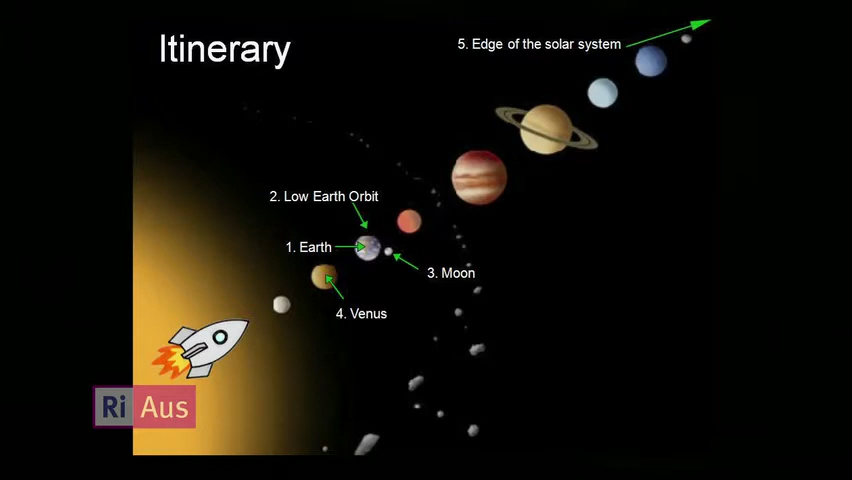 Itinerary
5. Edge of the solar system
2. Low Earth Orbit
1. Earth
3. Moon
4. Venus
Ri Aus